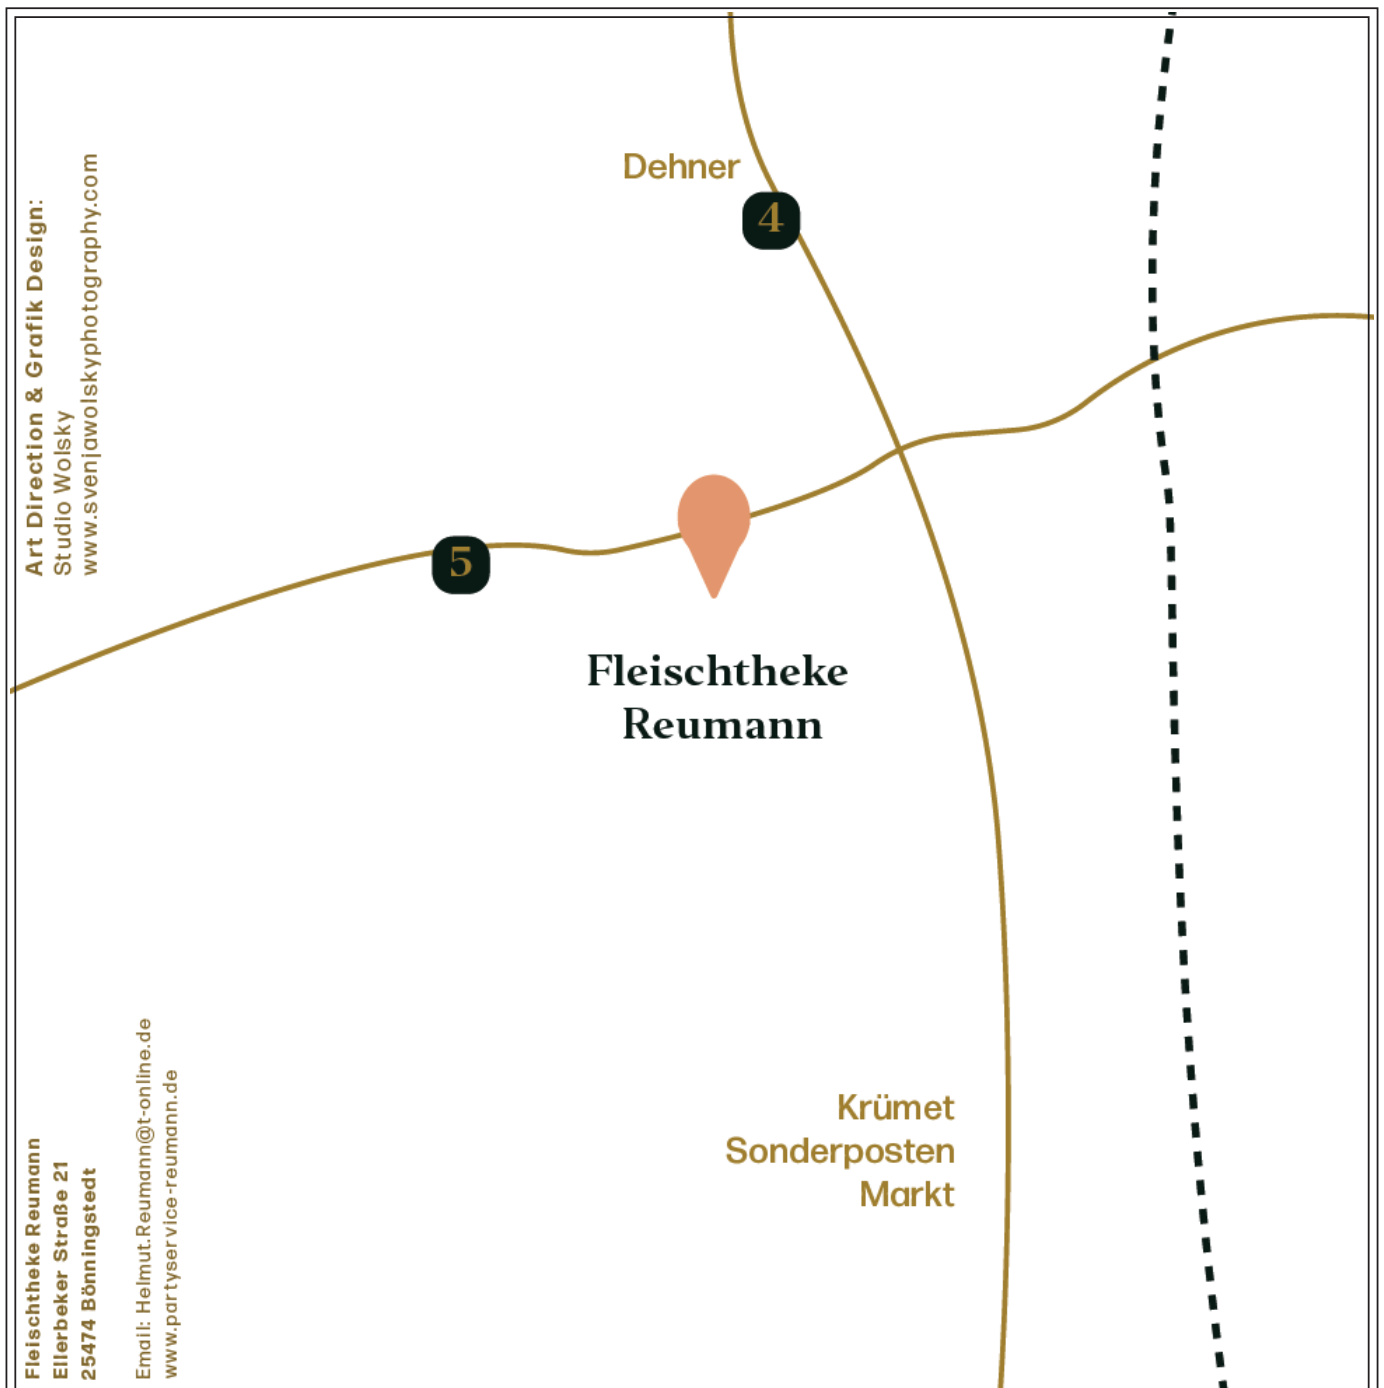 Art Direction & Grafik Design:
Studio Wolsky
www.svenjawolskyphotography.com
Dehner
4
5
Fleischtheke
Reumann
Krümet
Sonderposten
Markt
Fleischtheke Reumann
Ellerbeker Straße 21
25474 Bönningstedt
Email: Helmut.Reumann@t-online.de
www.partyservice-reumann.de